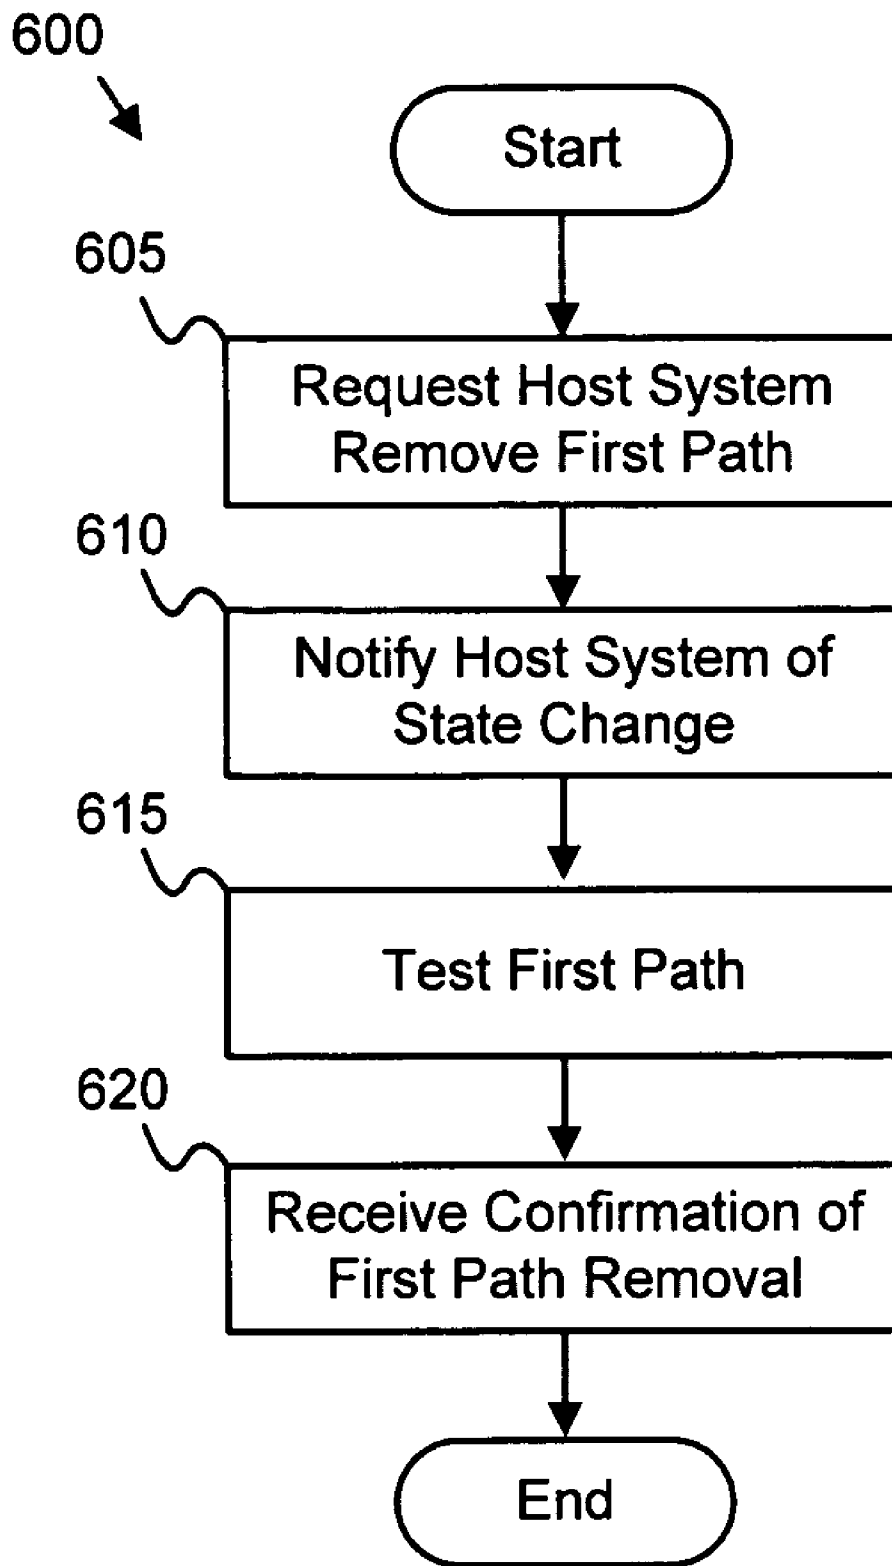 600
Start
605
Request Host System
Remove First Path
610
Notify Host System of
State Change
615
Test First Path
620
Receive Confirmation of
First Path Removal
End